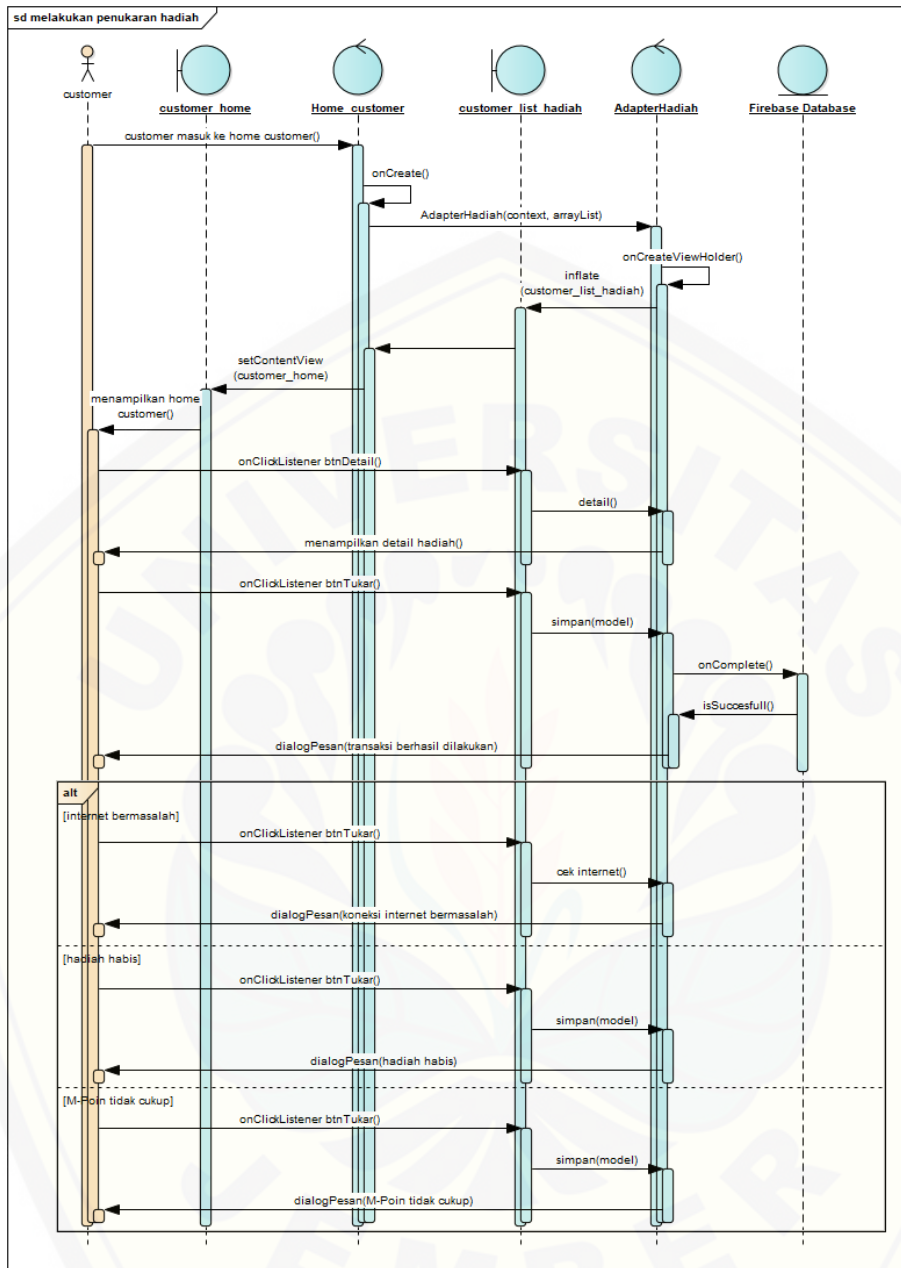 sd melakukan penukaran hadiah
customer
customer_home
Home_customer
customer_list_hadiah
AdapterHadiah
Firebase Database
customer masuk ke home customer()
onCreate()
AdapterHadiah(context, arrayList)
onCreateViewHolder()
inflate
(customer_list_hadiah)
setContentView
(customer_home)
menampilkan home
customer()
onClickListener btnDetail()
detail()
menampilkan detail hadiah()
onClickListener btnTukar()
simpan(model)
onComplete()
isSuccesfull()
dialogPesan(transaksi berhasil dilakukan)
alt
[internet bermasalah]
onClickListener btnTukar()
cek internet()
dialogPesan(koneksi internet bermasalah)
[hadiah habis]
onClickListener btnTukar()
simpan(model)
dialogPesan(hadiah habis)
[M-Poin tidak cukup]
onClickListener btnTukar()
simpan(model)
dialogPesan(M-Poin tidak cukup)
UNIVERSITAS
JEMBER